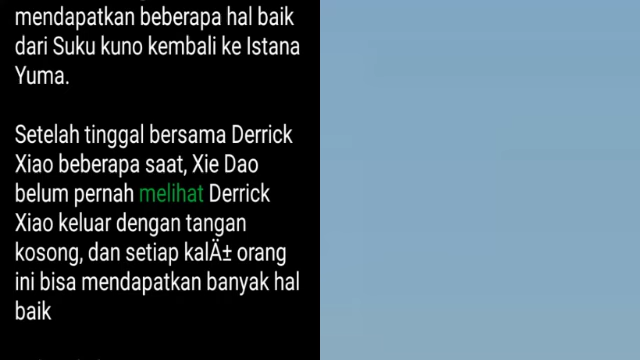 mendapatkan beberapa hal baik
dari Suku kuno kembali ke Istana
Yuma.
Setelah tinggal bersama Derrick
Xiao beberapa saat, Xie Dao
belum pernah melihat Derrick
Xiao keluar dengan tangan
kosong, dan setiap kalÄ± orang
ini bisa mendapatkan banyak hal
baik